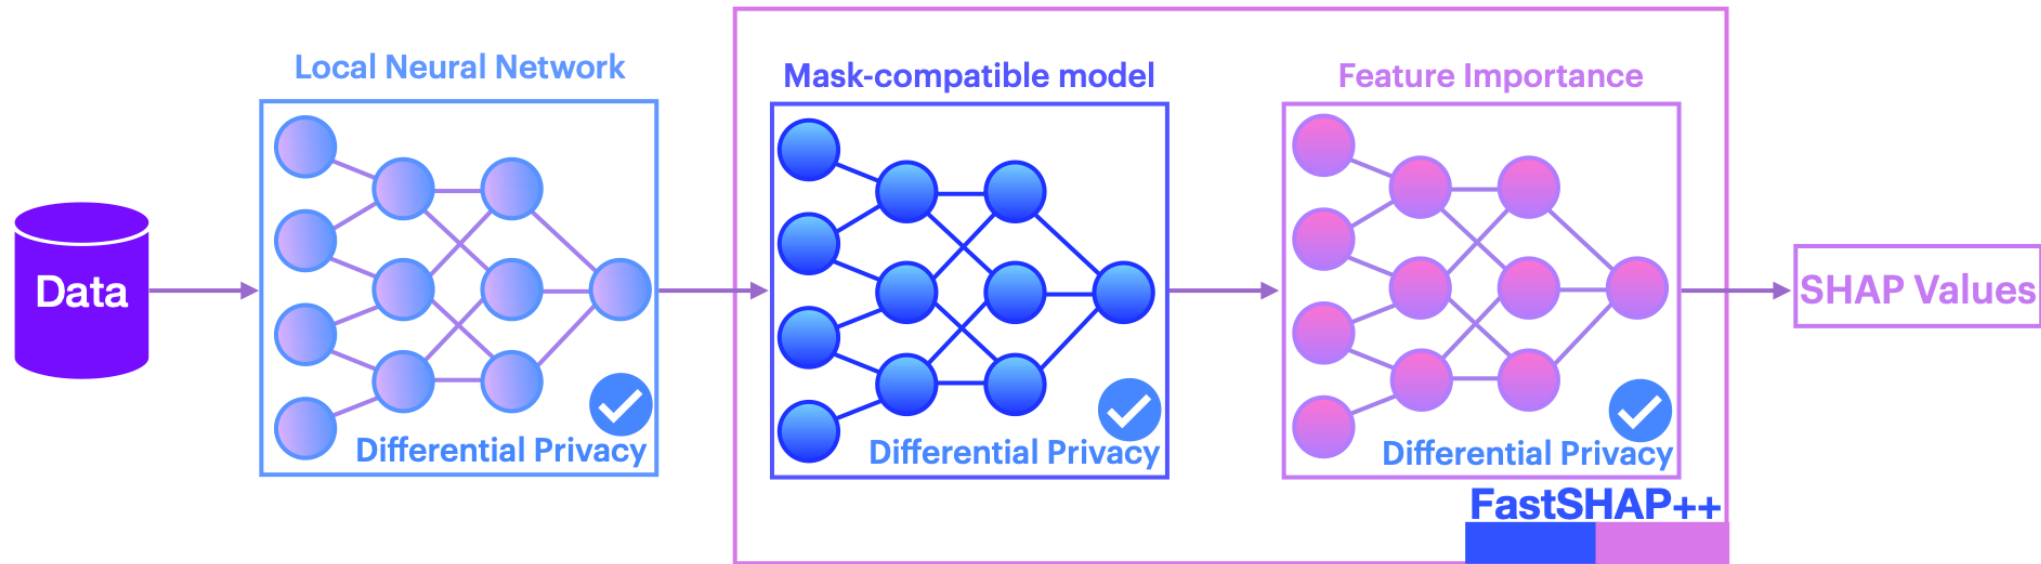 Local Neural Network
Mask-compatible model
Feature Importance
Data
SHAP Values
Differential Privacy
Differential Privacy
Differential Privacy
FastSHAP++